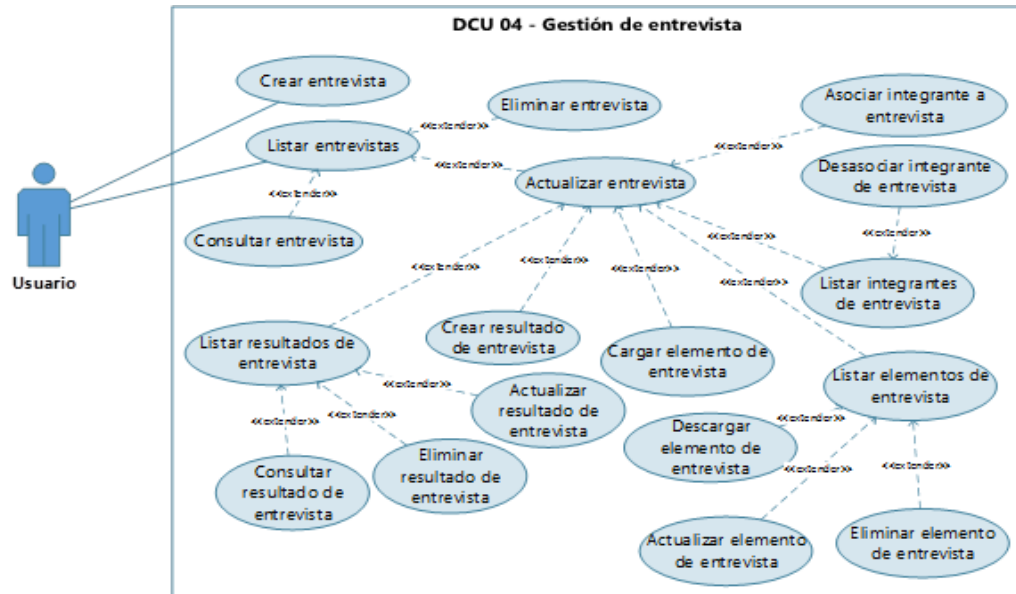 DCU 04 - Gestión de entrevista
Crear entrevista
Eliminar entrevista
Asociar integrante a
entrevista
<<extender>>
<<extender>>
Listar entrevistas
<<extender>>
Actualizar entrevista
Desasociar integrante
de entrevista
<<extender>>
Consultar entrevista
<<extender>>
<<extender>>
Usuario
<<extender>>
<<extender>>
<<extender>>
<<extender>>
<<extender>>
Listar integrantes
de entrevista
Listar resultados de
entrevista
Crear resultado
de entrevista
Cargar elemento de
entrevista
Listar elementos de
entrevista
<<extender>>
Actualizar
resultado de
entrevista
<<extender>>
<<extender>>
Descargar
elemento de
entrevista
<<extender>>
<<extender>>
<<extender>>
Consultar
resultado de
entrevista
Eliminar
resultado de
entrevista
Actualizar elemento
de entrevista
Eliminar elemento
de entrevista